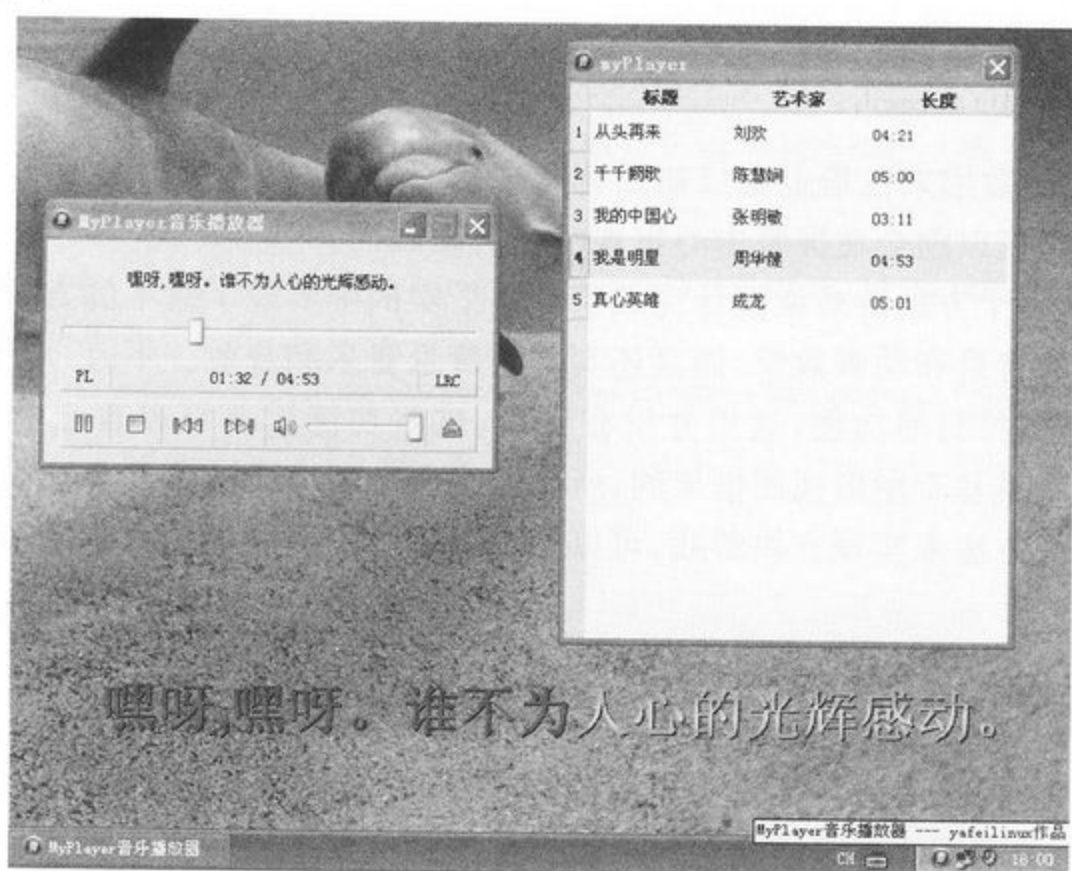 MyPlayer音乐播放器
嘿呀,嘿呀。谁不为人心的光辉感动。
PL
01:32 / 04:53
LRC
myPlayer
标题 艺术家 长度
1 从头再来 刘欢 04:21
2 千千阙歌 陈慧娴 05:00
3 我的中国心 张明敏 03:11
4 我是明星 周华健 04:53
5 真心英雄 成龙 05:01
嘿呀,嘿呀。谁不为人心的光辉感动。
MyPlayer音乐播放器 --- yafeilinux作品
MyPlayer音乐播放器
CH
16:00